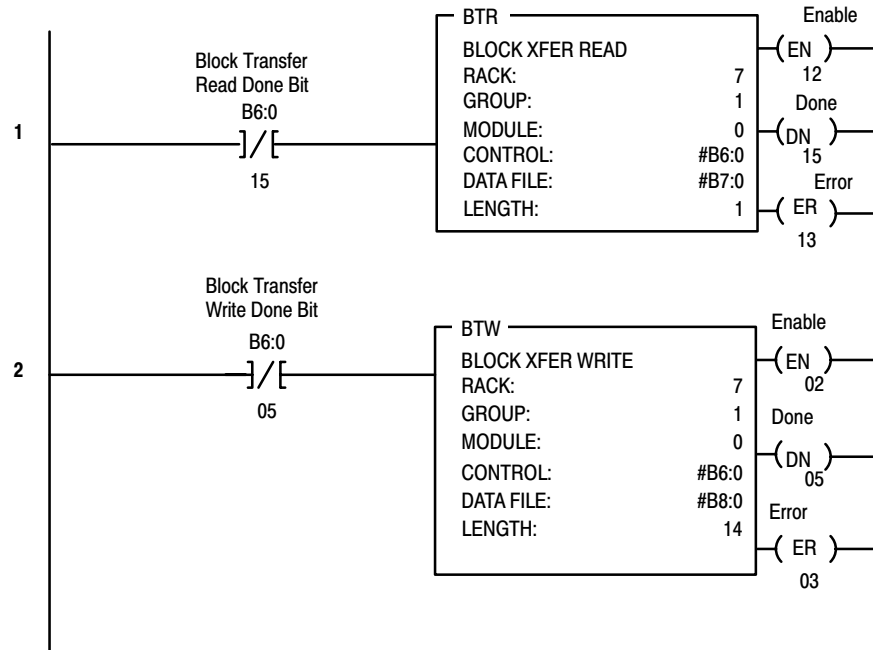 BTR
Enable
BLOCK XFER READ
(EN)
12
Block Transfer
Read Done Bit
RACK: 7
GROUP: 1
Done
B6:0
1
]/[
MODULE: 0
(DN)
15
15
CONTROL: #B6:0
DATA FILE: #B7:0
Error
LENGTH: 1
(ER)
13
Block Transfer
Write Done Bit
BTW
Enable
B6:0
BLOCK XFER WRITE
(EN)
02
2
]/[
RACK: 7
05
GROUP: 1
Done
MODULE: 0
(DN)
05
CONTROL: #B6:0
DATA FILE: #B8:0
Error
LENGTH: 14
(ER)
03